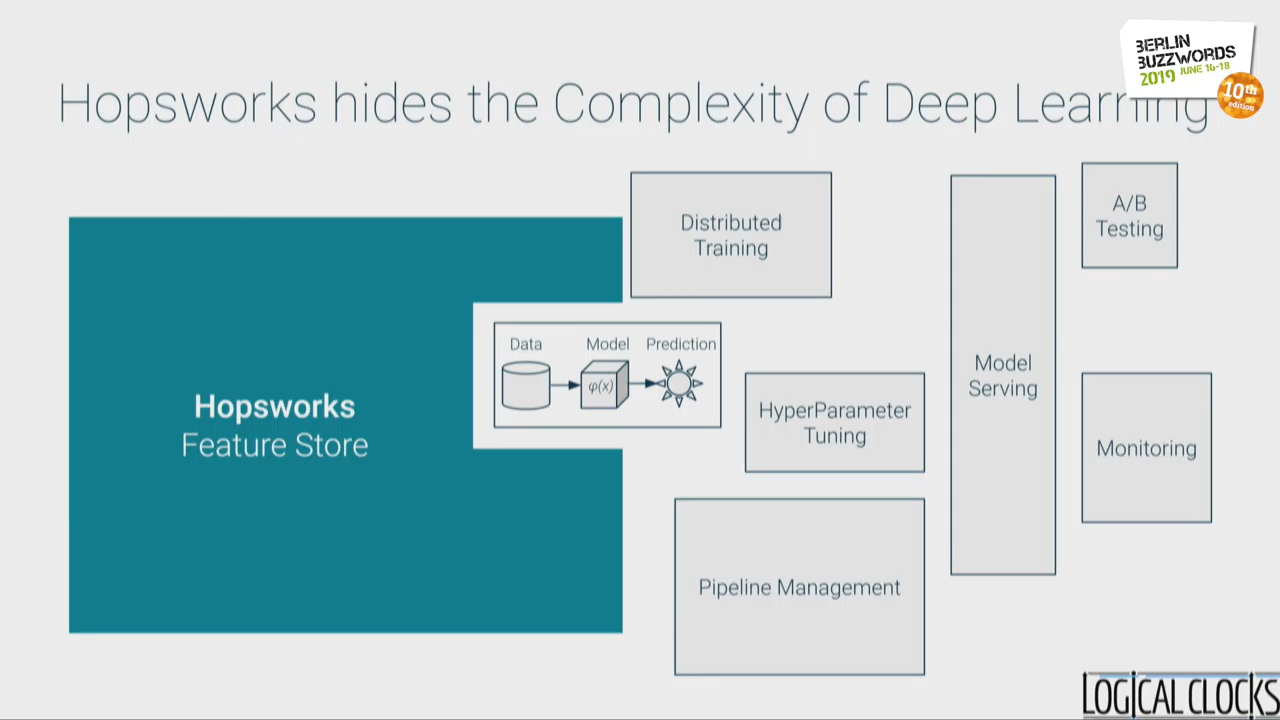 BERLIN
BUZZWORDS
2019 JUNE 16-18
10th
edition
Hopsworks hides the Complexity of Deep Learning
Distributed
Training
A/B
Testing
Data Model Prediction
φ(x)
Hopsworks
Feature Store
HyperParameter
Tuning
Model
Serving
Monitoring
Pipeline Management
LOGICAL CLOCKS